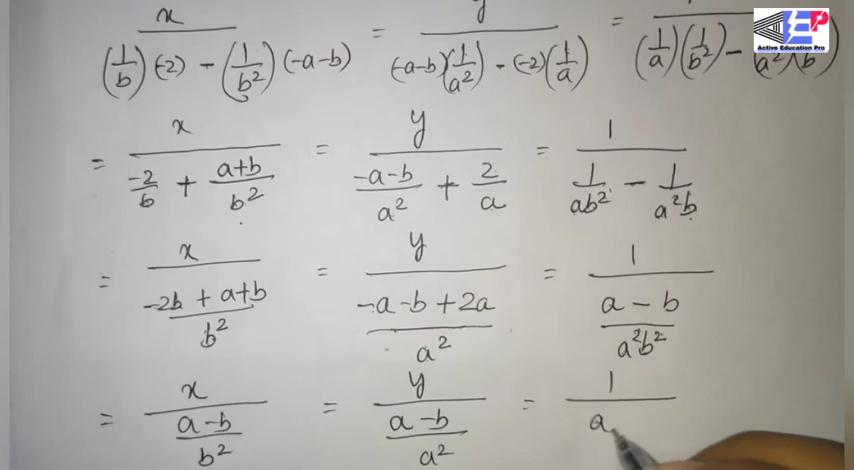 x / ((1/b)(-2) - (1/b²)(-a-b)) = y / ((-a-b)(1/a²) - (-2)(1/a)) = / ((1/a)(1/b²) -
EP
Active Education Pro
= x / (-2/b + (a+b)/b²) = y / ((-a-b)/a² + 2/a) = 1 / (1/ab² - 1/a²b)
= x / ((-2b + a+b)/b²) = y / ((-a-b+2a)/a²) = 1 / ((a-b)/a²b²)
= x / ((a-b)/b²) = y / ((a-b)/a²) = 1 / a